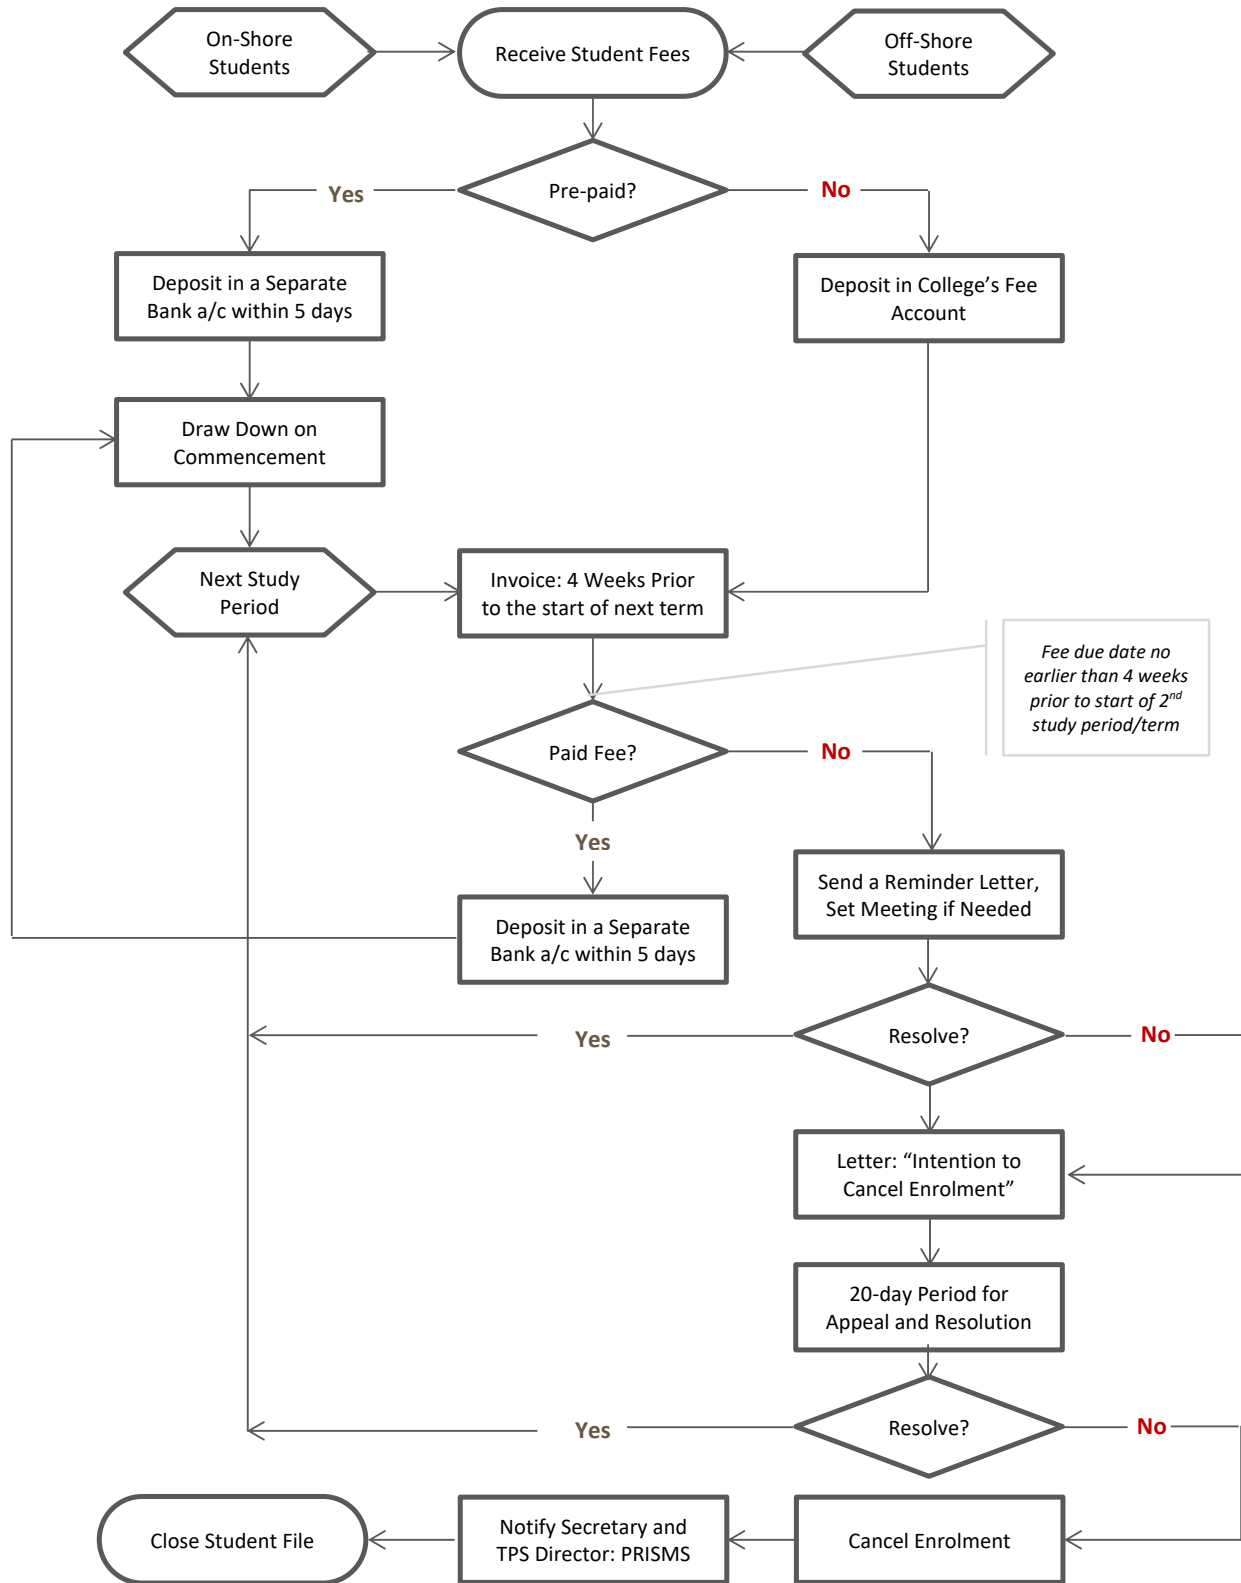 On-Shore
Students
Receive Student Fees
Off-Shore
Students
Pre-paid?
Yes
No
Deposit in a Separate
Bank a/c within 5 days
Deposit in College's Fee
Account
Draw Down on
Commencement
Next Study
Period
Invoice: 4 Weeks Prior
to the start of next term
Fee due date no
earlier than 4 weeks
prior to start of 2nd
study period/term
Paid Fee?
No
Yes
Send a Reminder Letter,
Set Meeting if Needed
Deposit in a Separate
Bank a/c within 5 days
Yes
Resolve?
No
Letter: “Intention to
Cancel Enrolment”
20-day Period for
Appeal and Resolution
Yes
Resolve?
No
Close Student File
Notify Secretary and
TPS Director: PRISMS
Cancel Enrolment